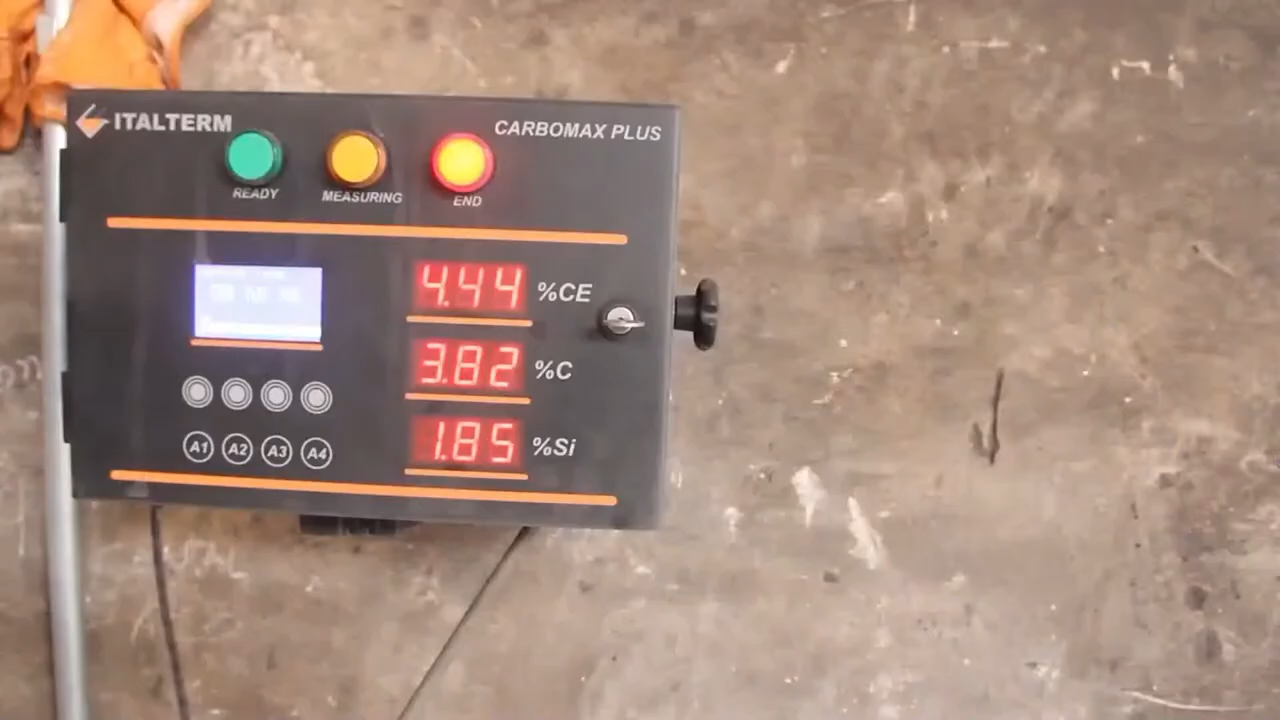 ITALTERM
CARBOMAX PLUS
READY
MEASURING
END
4.44 %CE
3.82 %C
1.85 %Si
A1 A2 A3 A4